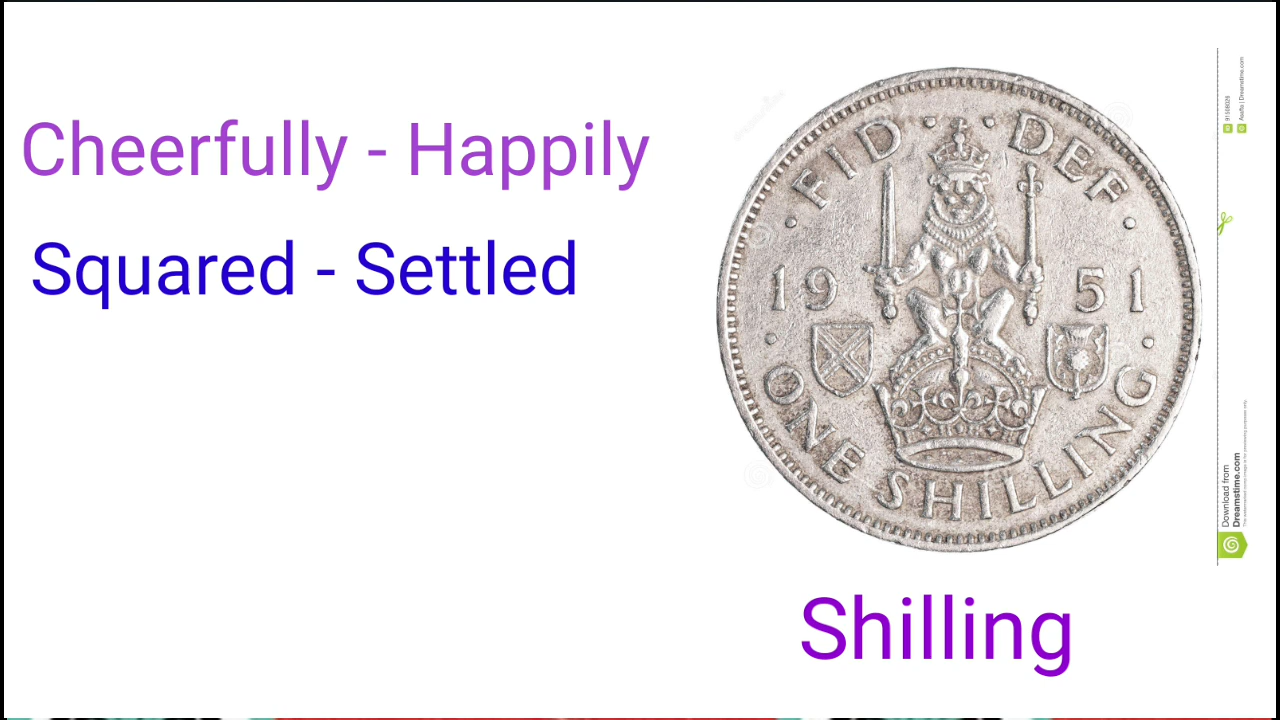 Cheerfully - Happily
Squared - Settled
FID DEF
19 51
ONE SHILLING
Shilling
Download from
Dreamstime.com